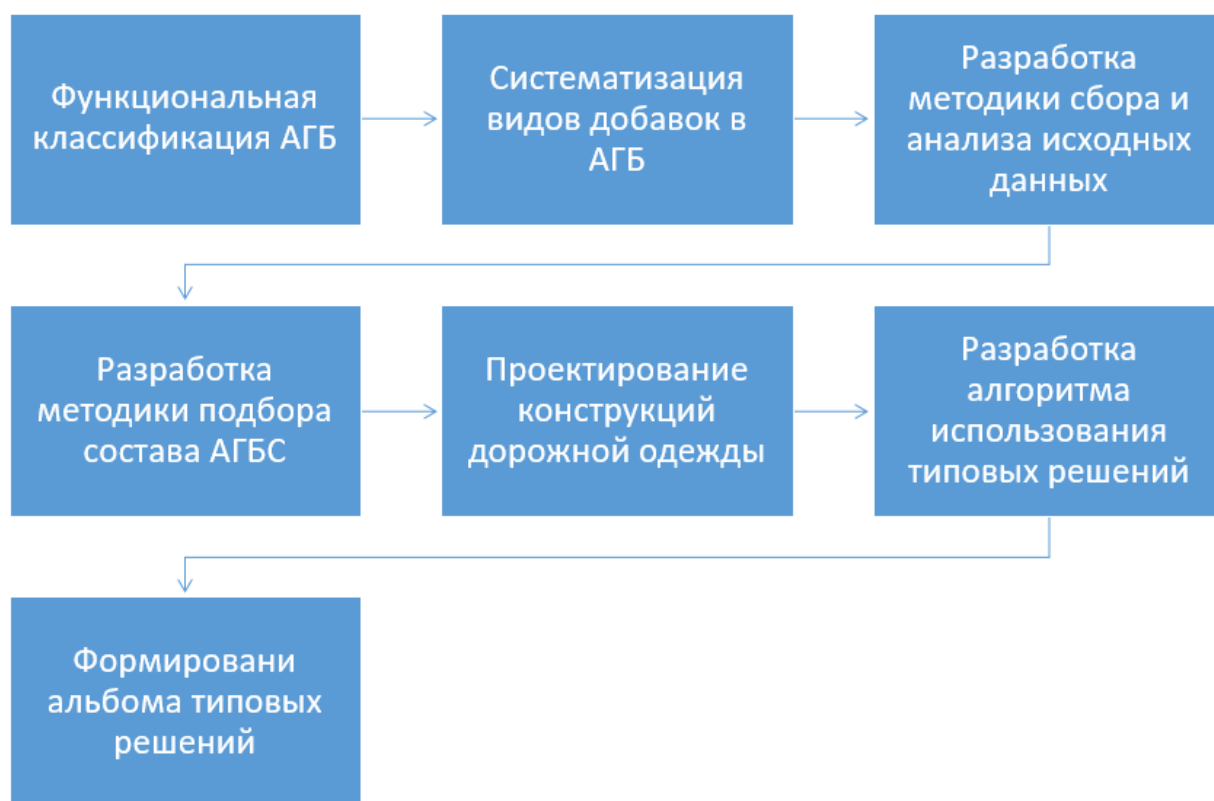 Функциональная
классификация АГБ
Систематизация
видов добавок в
АГБ
Разработка
методики сбора и
анализа исходных
данных
Разработка
методики подбора
состава АГБС
Проектирование
конструкций
дорожной одежды
Разработка
алгоритма
использования
типовых решений
Формировани
альбома типовых
решений